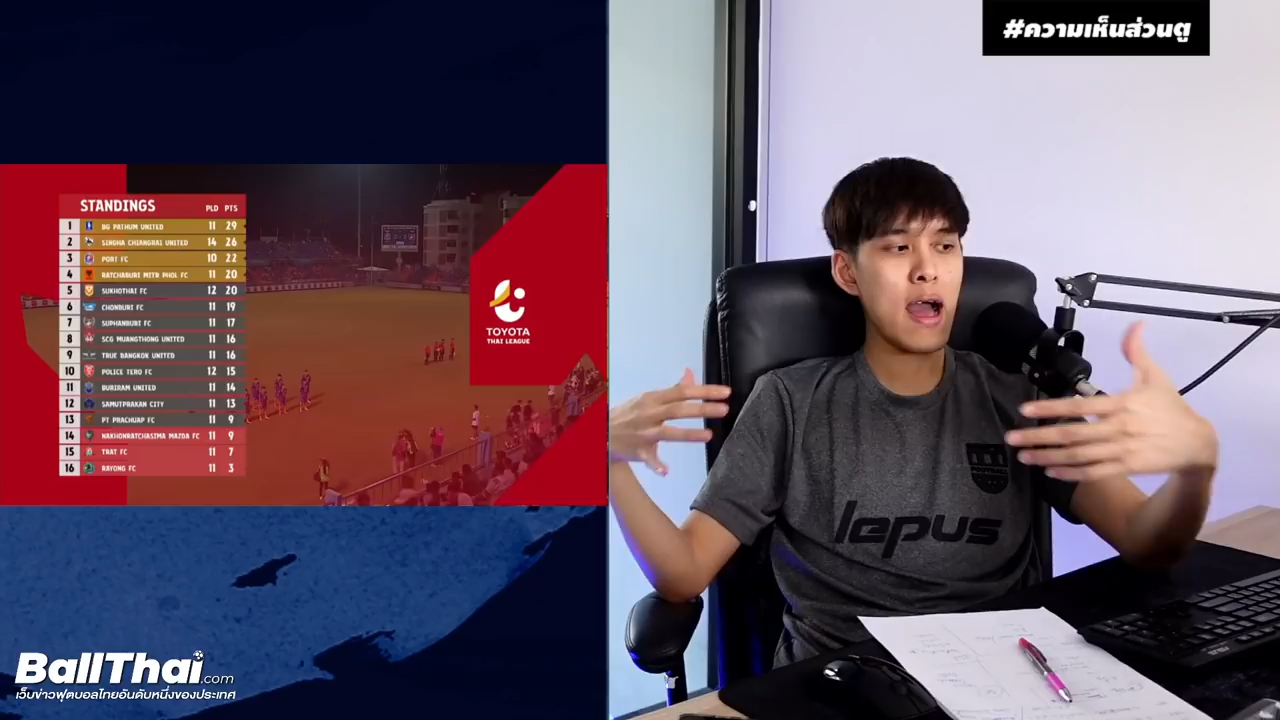 #ความเห็นส่วนตู
STANDINGS PLD PTS
1 BG PATHUM UNITED 11 29
2 SINGHA CHIANGRAI UNITED 14 26
3 PORT FC 10 22
4 RATCHABURI MITR PHOL FC 11 20
5 SUKHOTHAI FC 12 20
6 CHONBURI FC 11 19
7 SUPHANBURI FC 11 17
8 SCG MUANGTHONG UNITED 11 16
9 TRUE BANGKOK UNITED 11 16
10 POLICE TERO FC 12 15
11 BURIRAM UNITED 11 14
12 SAMUTPRAKAN CITY 11 13
13 PT PRACHUAP FC 11 9
14 NAKHONRATCHASIMA MAZDA FC 11 9
15 TRAT FC 11 7
16 RAYONG FC 11 3
TOYOTA
THAI LEAGUE
lepus
BallThai.com
เว็บข่าวฟุตบอลไทยอันดับหนึ่งของประเทศ